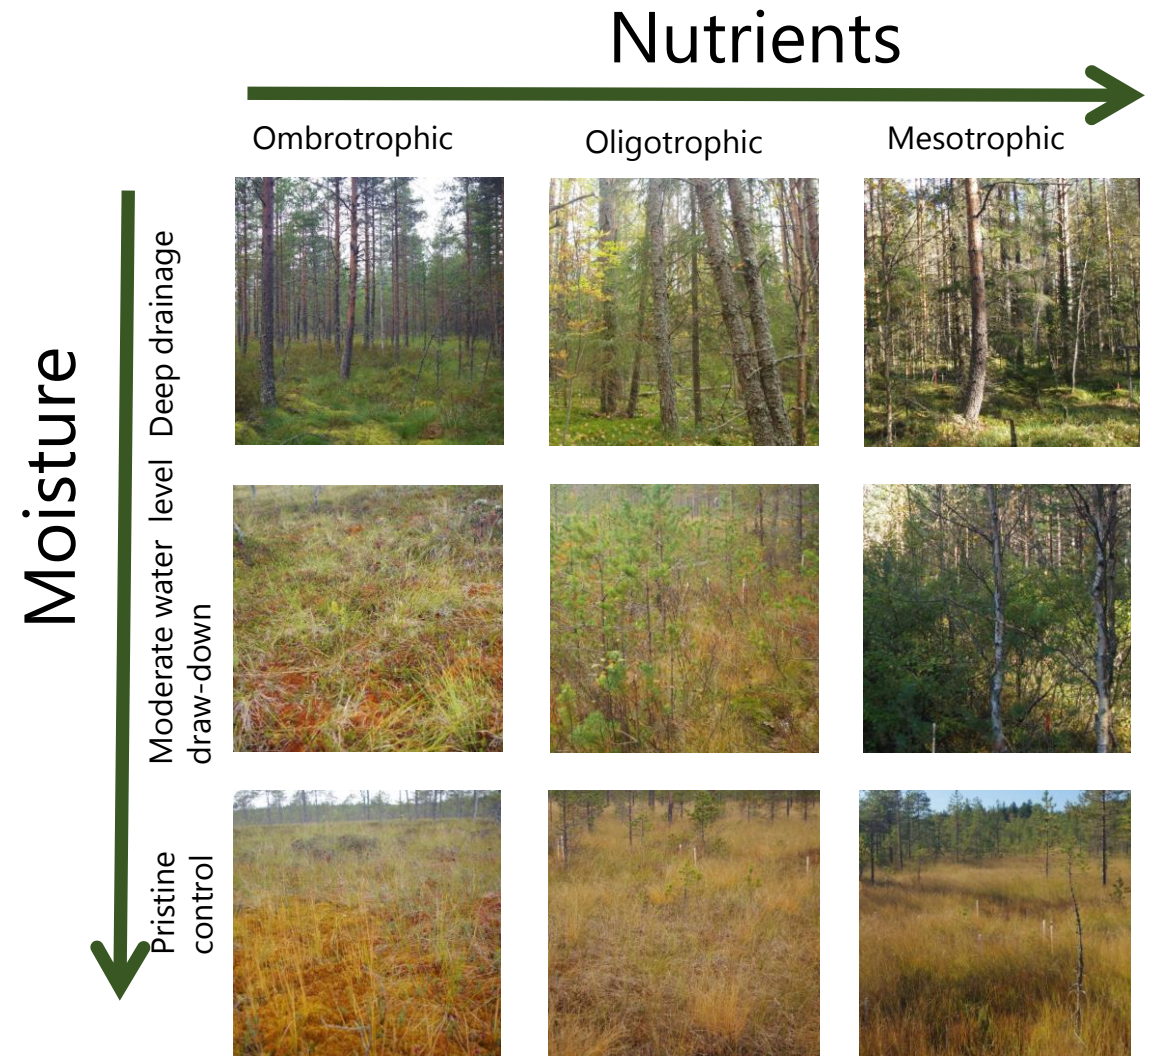 Nutrients
Ombrotrophic
Oligotrophic
Mesotrophic
Moisture
Deep drainage
Moderate water level
draw-down
Pristine
control